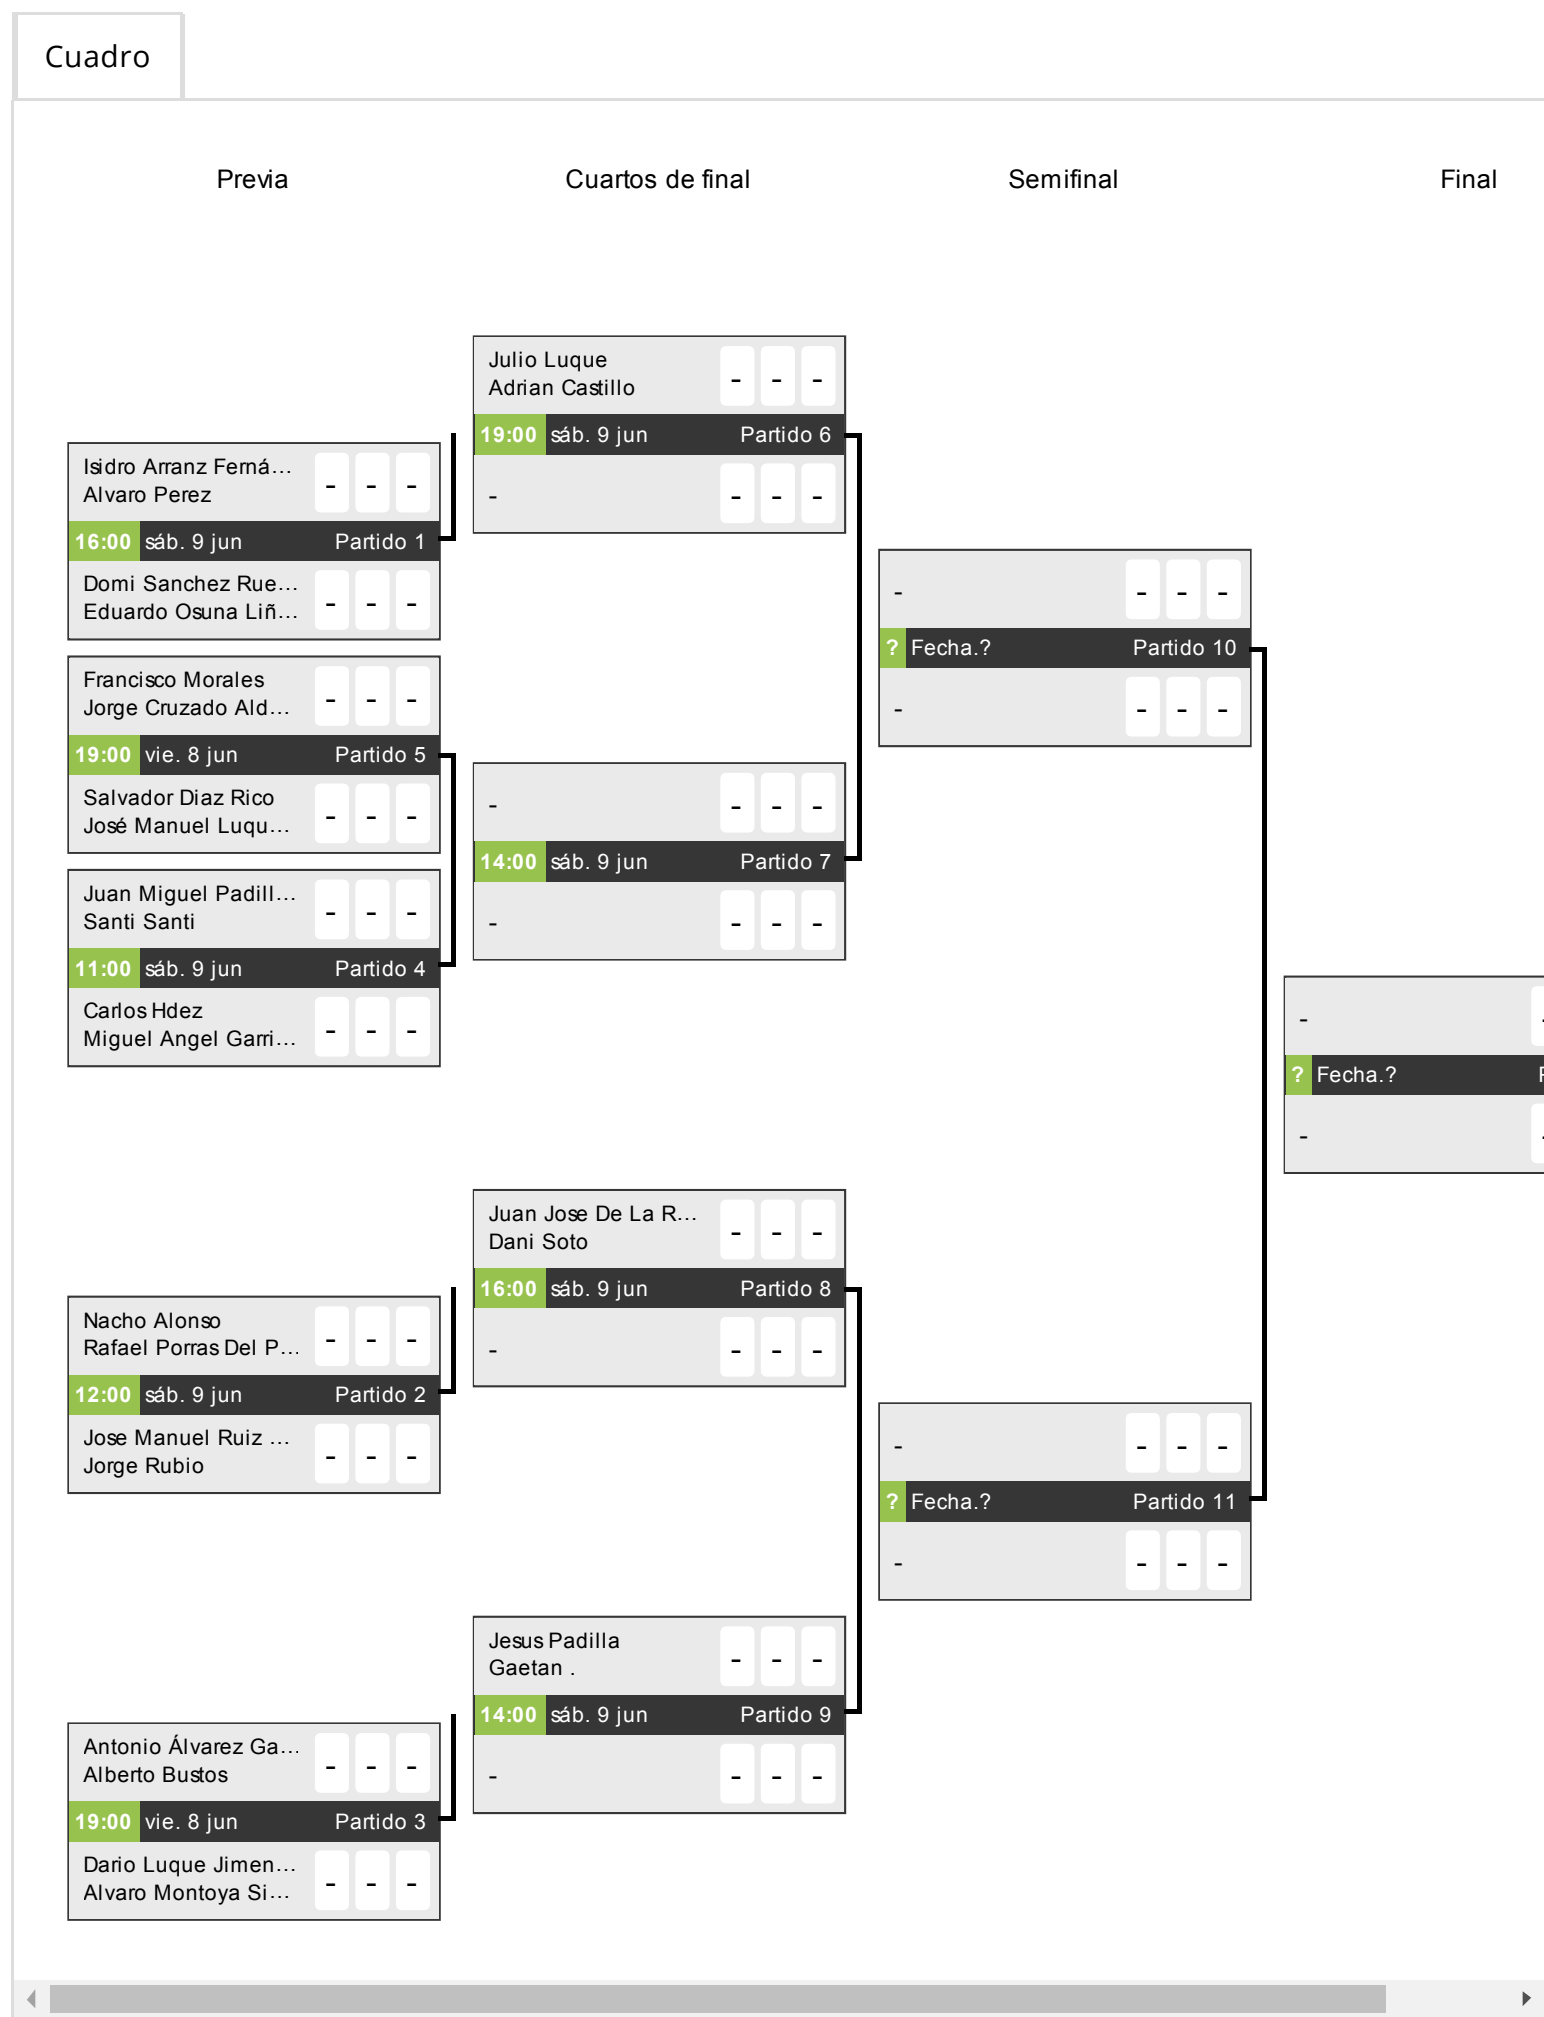 Cuadro
Previa
Cuartos de final
Semifinal
Final
Isidro Arranz Ferná...
Alvaro Perez
- - -
16:00 sáb. 9 jun Partido 1
Domi Sanchez Rue...
Eduardo Osuna Liñ...
- - -
Francisco Morales
Jorge Cruzado Ald...
- - -
19:00 vie. 8 jun Partido 5
Salvador Diaz Rico
José Manuel Luqu...
- - -
Juan Miguel Padill...
Santi Santi
- - -
11:00 sáb. 9 jun Partido 4
Carlos Hdez
Miguel Angel Garri...
- - -
Nacho Alonso
Rafael Porras Del P...
- - -
12:00 sáb. 9 jun Partido 2
Jose Manuel Ruiz ...
Jorge Rubio
- - -
Antonio Álvarez Ga...
Alberto Bustos
- - -
19:00 vie. 8 jun Partido 3
Dario Luque Jimen...
Alvaro Montoya Si...
- - -
Julio Luque
Adrian Castillo
- - -
19:00 sáb. 9 jun Partido 6
- - - -
- - - -
14:00 sáb. 9 jun Partido 7
- - - -
Juan Jose De La R...
Dani Soto
- - -
16:00 sáb. 9 jun Partido 8
- - - -
Jesus Padilla
Gaetan .
- - -
14:00 sáb. 9 jun Partido 9
- - - -
- - - -
? Fecha.? Partido 10
- - - -
- - - -
? Fecha.? Partido 11
- - - -
-
? Fecha.?
-